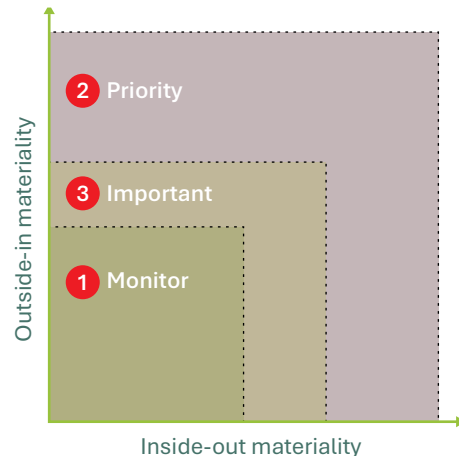 Outside-in materiality
2 Priority
3 Important
1 Monitor
Inside-out materiality